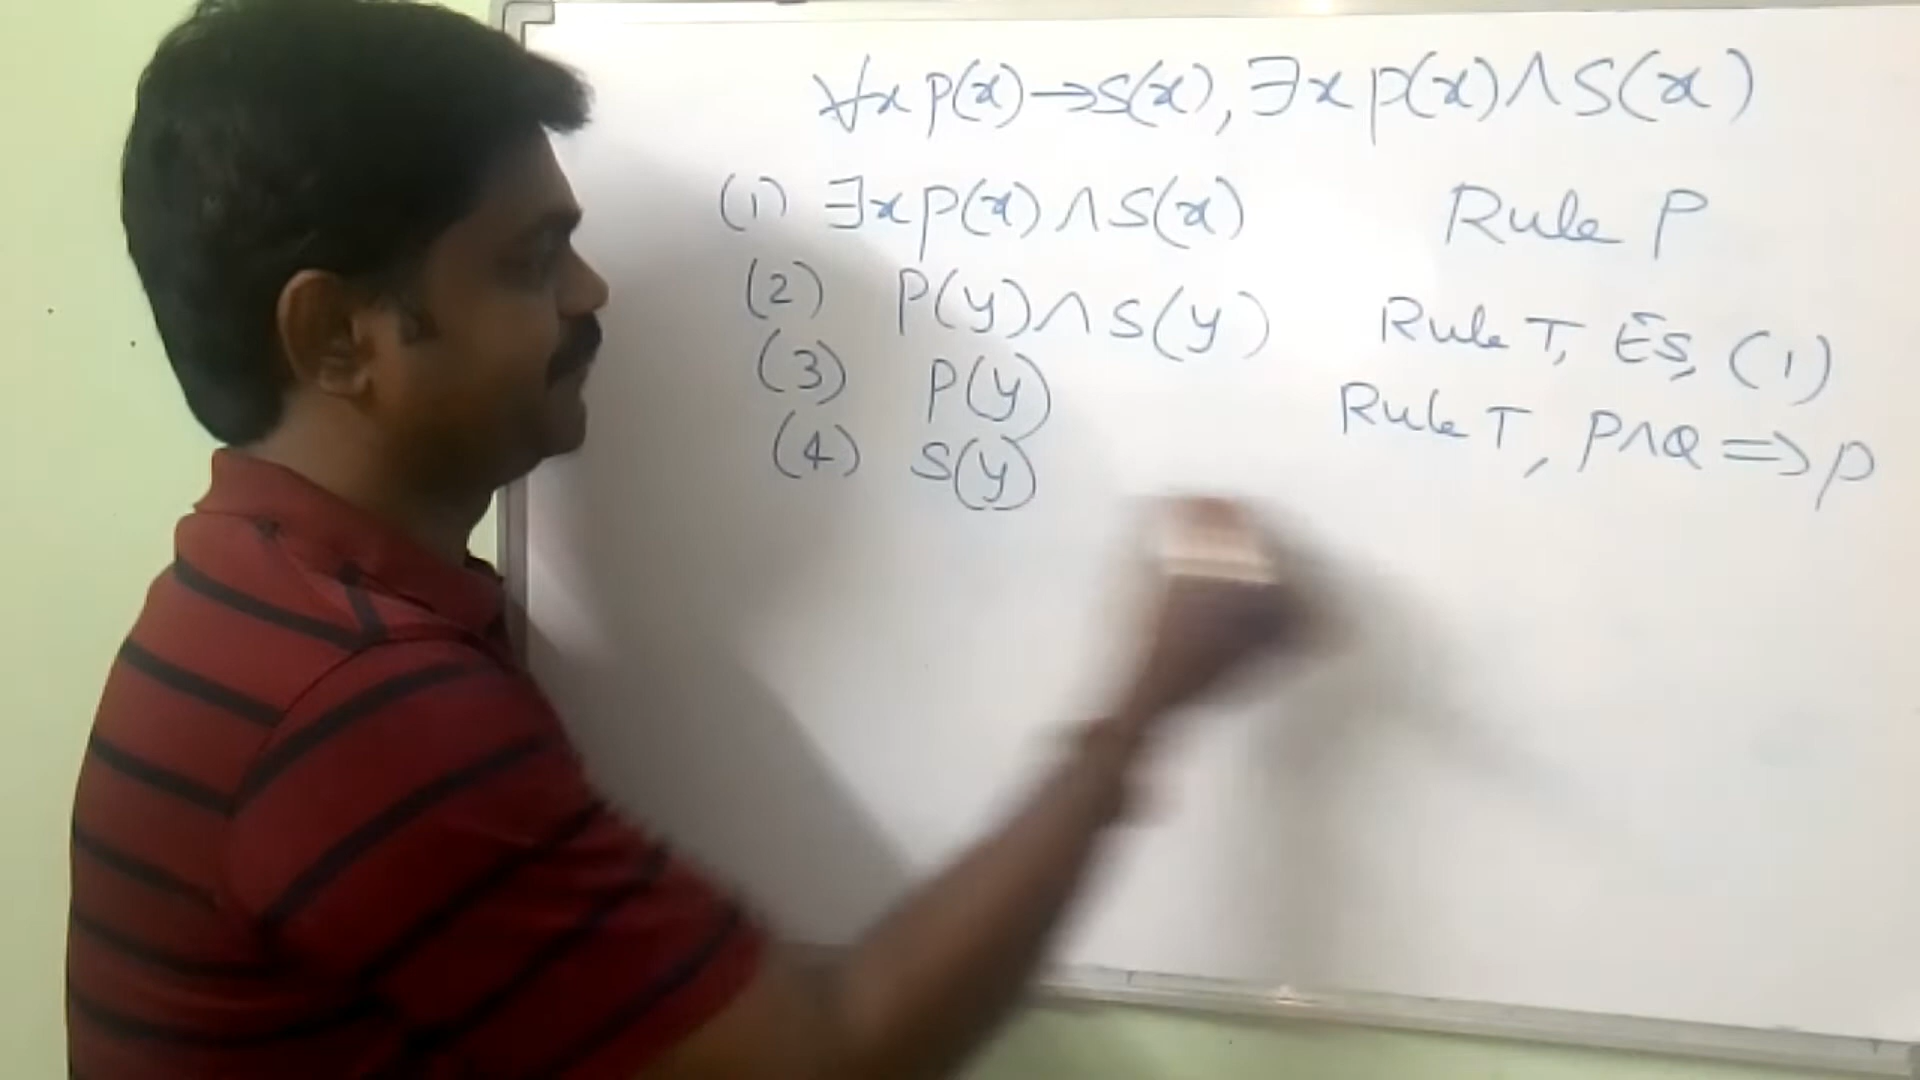 ∀x p(x)→s(x), ∃x p(x)∧S(x)
(1) ∃x p(x)∧S(x) Rule P
(2) P(y)∧S(y) Rule T, ES, (1)
(3) P(y) Rule T, P∧Q ⇒ P
(4) S(y)